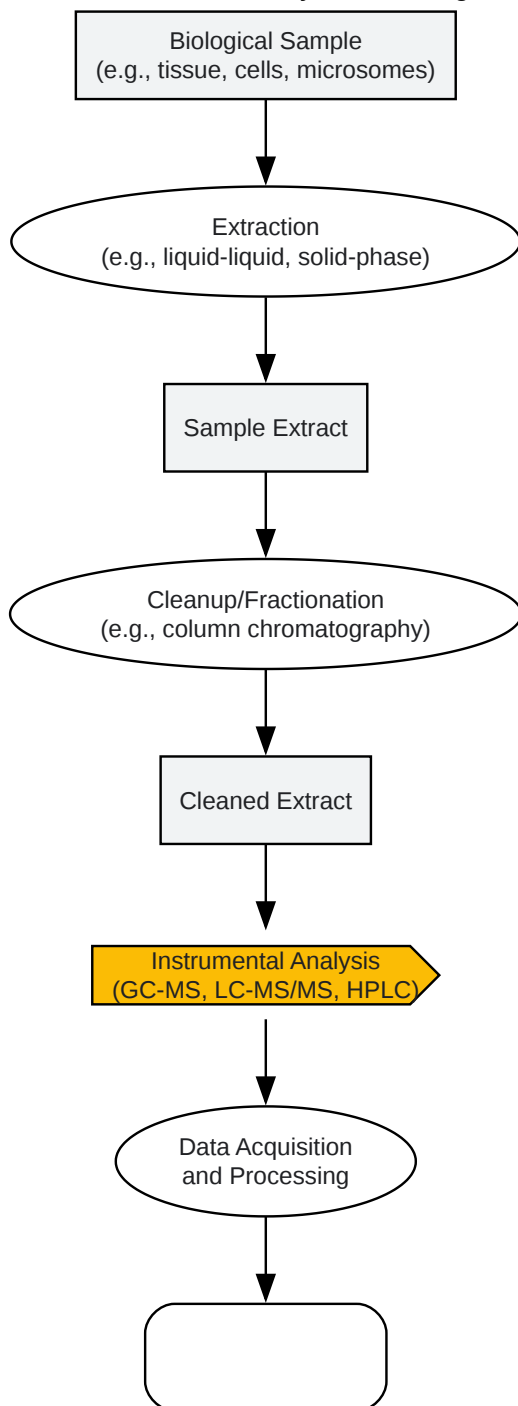 Biological Sample
(e.g., tissue, cells, microsomes)
Extraction
(e.g., liquid-liquid, solid-phase)
Sample Extract
Cleanup/Fractionation
(e.g., column chromatography)
Cleaned Extract
Instrumental Analysis
(GC-MS, LC-MS/MS, HPLC)
Data Acquisition
and Processing